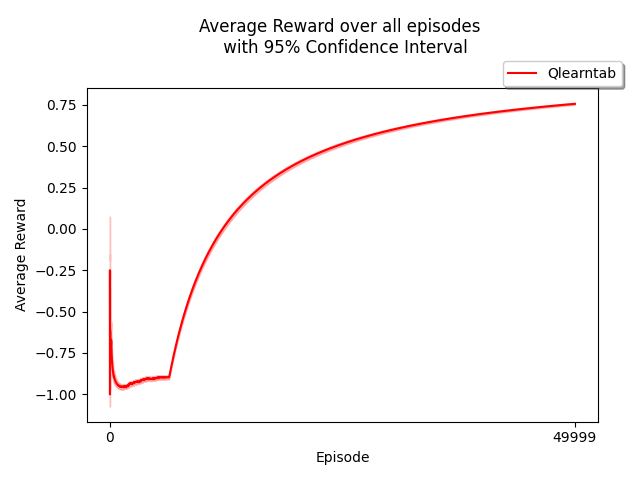 Average Reward over all episodes
with 95% Confidence Interval
Qlearntab
0.75
0.50
0.25
0.00
−0.25
−0.50
−0.75
−1.00
Average Reward
0
49999
Episode